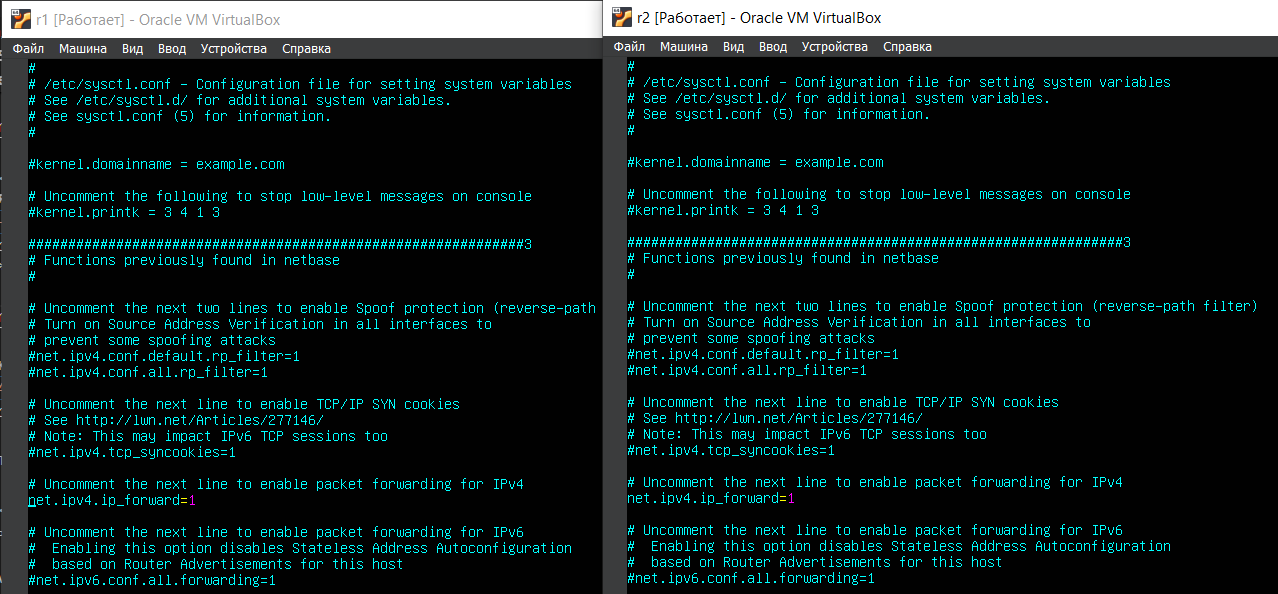 r1 [Работает] - Oracle VM VirtualBox
Файл Машина Вид Ввод Устройства Справка
#
# /etc/sysctl.conf - Configuration file for setting system variables
# See /etc/sysctl.d/ for additional system variables.
# See sysctl.conf (5) for information.
#
#kernel.domainname = example.com
# Uncomment the following to stop low-level messages on console
#kernel.printk = 3 4 1 3
##############################################################3
# Functions previously found in netbase
#
# Uncomment the next two lines to enable Spoof protection (reverse-path
# Turn on Source Address Verification in all interfaces to
# prevent some spoofing attacks
#net.ipv4.conf.default.rp_filter=1
#net.ipv4.conf.all.rp_filter=1
# Uncomment the next line to enable TCP/IP SYN cookies
# See http://lwn.net/Articles/277146/
# Note: This may impact IPv6 TCP sessions too
#net.ipv4.tcp_syncookies=1
# Uncomment the next line to enable packet forwarding for IPv4
net.ipv4.ip_forward=1
# Uncomment the next line to enable packet forwarding for IPv6
#  Enabling this option disables Stateless Address Autoconfiguration
#  based on Router Advertisements for this host
#net.ipv6.conf.all.forwarding=1
r2 [Работает] - Oracle VM VirtualBox
Файл Машина Вид Ввод Устройства Справка
#
# /etc/sysctl.conf - Configuration file for setting system variables
# See /etc/sysctl.d/ for additional system variables.
# See sysctl.conf (5) for information.
#
#kernel.domainname = example.com
# Uncomment the following to stop low-level messages on console
#kernel.printk = 3 4 1 3
##############################################################3
# Functions previously found in netbase
#
# Uncomment the next two lines to enable Spoof protection (reverse-path filter)
# Turn on Source Address Verification in all interfaces to
# prevent some spoofing attacks
#net.ipv4.conf.default.rp_filter=1
#net.ipv4.conf.all.rp_filter=1
# Uncomment the next line to enable TCP/IP SYN cookies
# See http://lwn.net/Articles/277146/
# Note: This may impact IPv6 TCP sessions too
#net.ipv4.tcp_syncookies=1
# Uncomment the next line to enable packet forwarding for IPv4
net.ipv4.ip_forward=1
# Uncomment the next line to enable packet forwarding for IPv6
#  Enabling this option disables Stateless Address Autoconfiguration
#  based on Router Advertisements for this host
#net.ipv6.conf.all.forwarding=1